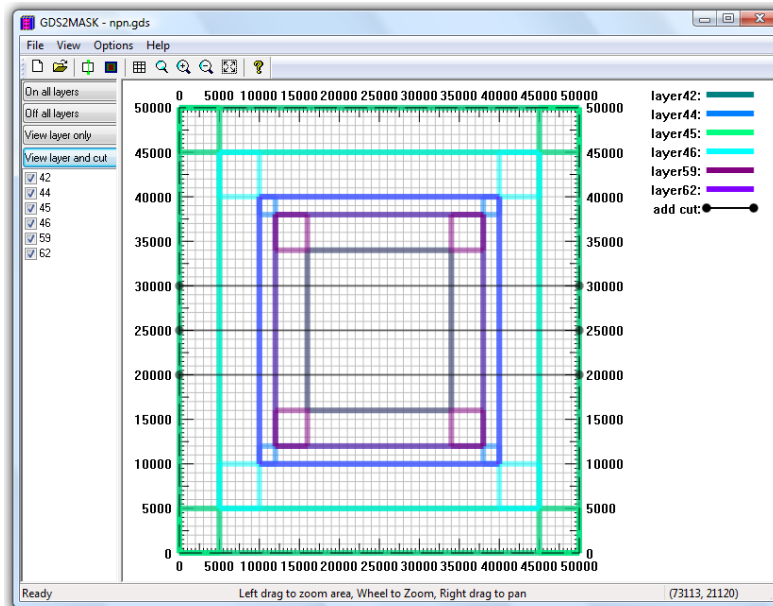 GDS2MASK - npn.gds
File View Options Help
On all layers
Off all layers
View layer only
View layer and cut
42
44
45
46
59
62
0 5000 10000 15000 20000 25000 30000 35000 40000 45000 50000
50000 50000
45000 45000
40000 40000
35000 35000
30000 30000
25000 25000
20000 20000
15000 15000
10000 10000
5000 5000
0 0
0 5000 10000 15000 20000 25000 30000 35000 40000 45000 50000
layer42:
layer44:
layer45:
layer46:
layer59:
layer62:
add cut:
Ready Left drag to zoom area, Wheel to Zoom, Right drag to pan (73113, 21120)